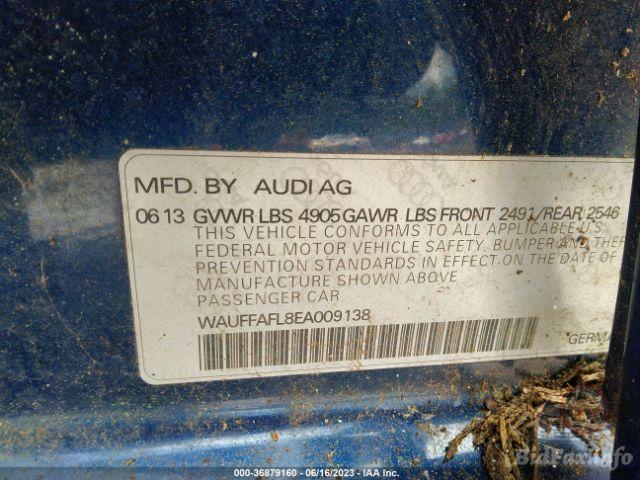 MFD. BY AUDI AG
06 13 GVWR LBS 4905 GAWR LBS FRONT 2491/REAR 2546
THIS VEHICLE CONFORMS TO ALL APPLICABLE U.S.
FEDERAL MOTOR VEHICLE SAFETY, BUMPER AND THEF
PREVENTION STANDARDS IN EFFECT ON THE DATE OF
MANUFACTURE SHOWN ABOVE
PASSENGER CAR
WAUFFAFL8EA009138
GERMA
BidFax.info
000-36879160 - 06/16/2023 - IAA Inc.